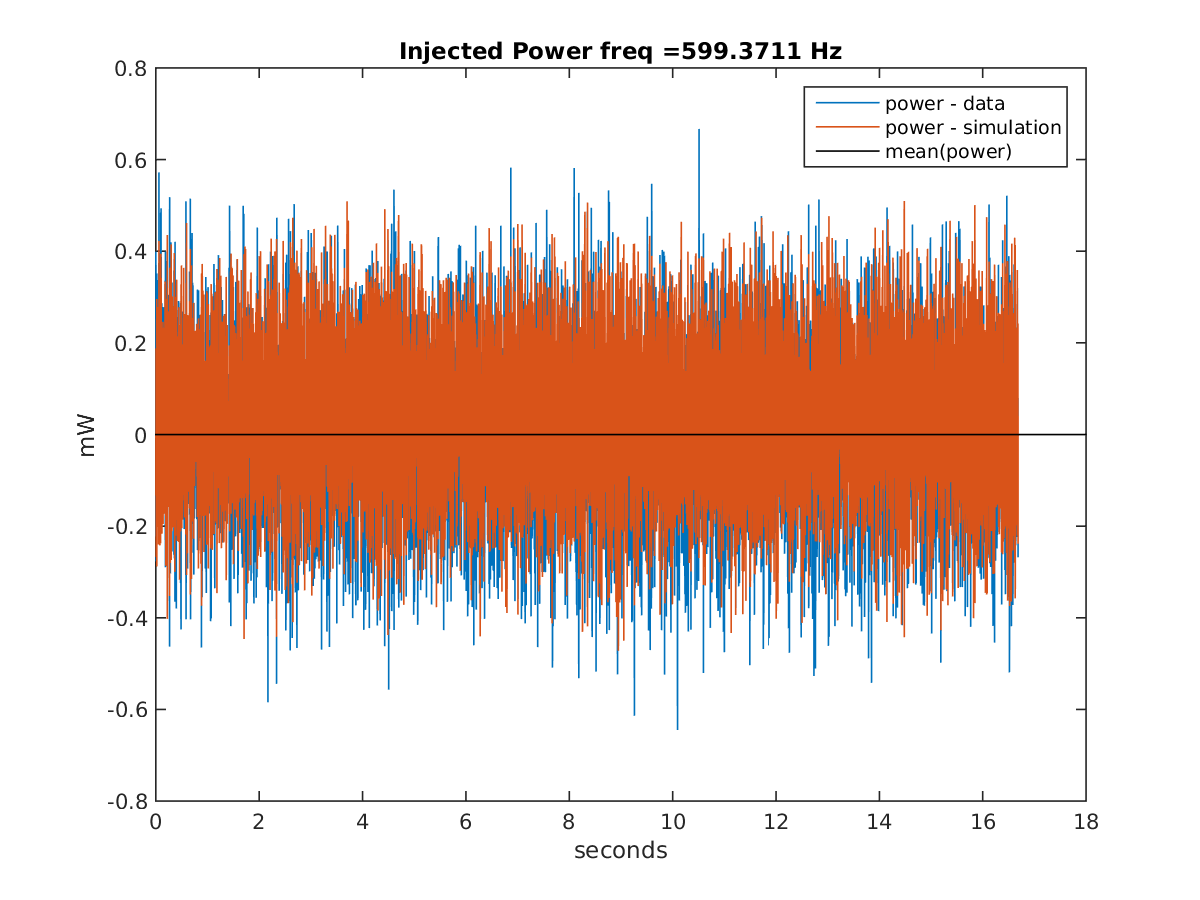 Injected Power freq =599.3711 Hz
power - data
power - simulation
mean(power)
0.8
0.6
0.4
0.2
0
-0.2
-0.4
-0.6
-0.8
mW
0 2 4 6 8 10 12 14 16 18
seconds